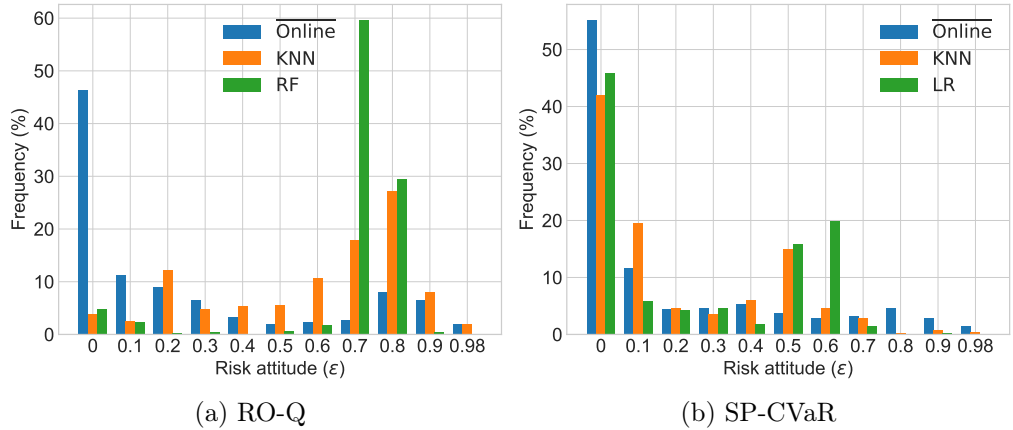 60
50
40
30
20
10
0
Frequency (%)
Online
KNN
RF
0 0.1 0.2 0.3 0.4 0.5 0.6 0.7 0.8 0.9 0.98
Risk attitude (ε)
(a) RO-Q
50
40
30
20
10
0
Frequency (%)
Online
KNN
LR
0 0.1 0.2 0.3 0.4 0.5 0.6 0.7 0.8 0.9 0.98
Risk attitude (ε)
(b) SP-CVaR